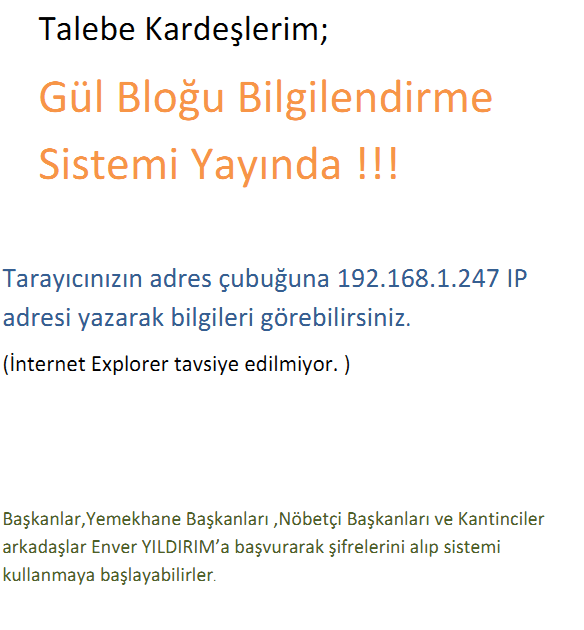 Talebe Kardeşlerim;
Gül Bloğu Bilgilendirme
Sistemi Yayında !!!
Tarayıcınızın adres çubuğuna 192.168.1.247 IP
adresi yazarak bilgileri görebilirsiniz.
(İnternet Explorer tavsiye edilmiyor. )
Başkanlar,Yemekhane Başkanları ,Nöbetçi Başkanları ve Kantinciler
arkadaşlar Enver YILDIRIM’a başvurarak şifrelerini alıp sistemi
kullanmaya başlayabilirler.